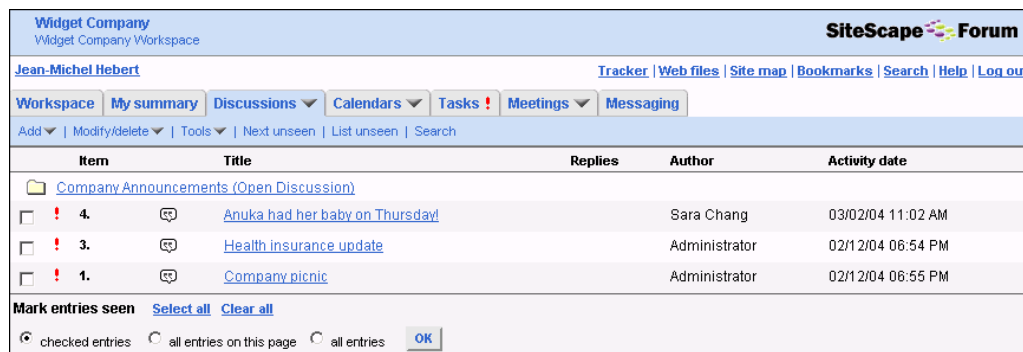 Widget Company
Widget Company Workspace
SiteScape Forum
Jean-Michel Hebert
Tracker | Web files | Site map | Bookmarks | Search | Help | Log ou
Workspace My summary Discussions Calendars Tasks ! Meetings Messaging
Add | Modify/delete | Tools | Next unseen | List unseen | Search
Item Title Replies Author Activity date
Company Announcements (Open Discussion)
! 4. Anuka had her baby on Thursday! Sara Chang 03/02/04 11:02 AM
! 3. Health insurance update Administrator 02/12/04 06:54 PM
! 1. Company picnic Administrator 02/12/04 06:55 PM
Mark entries seen Select all Clear all
checked entries all entries on this page all entries OK